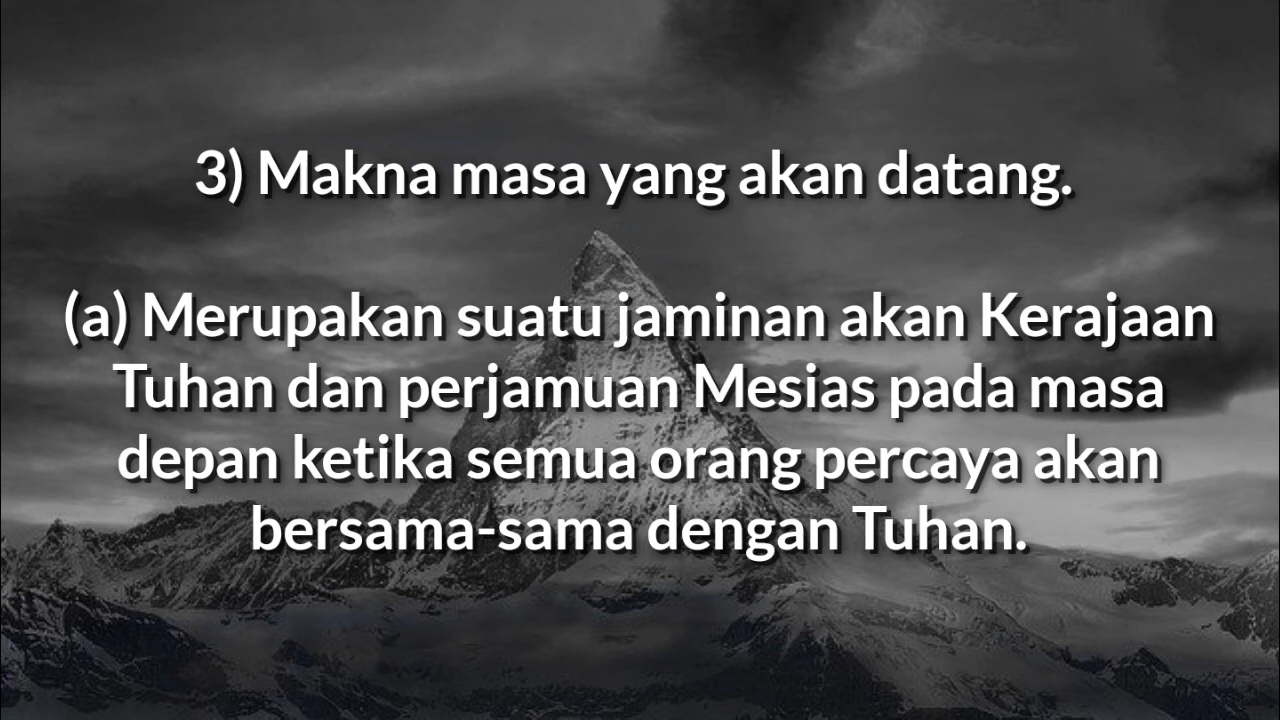 3) Makna masa yang akan datang.
(a) Merupakan suatu jaminan akan Kerajaan
Tuhan dan perjamuan Mesias pada masa
depan ketika semua orang percaya akan
bersama-sama dengan Tuhan.